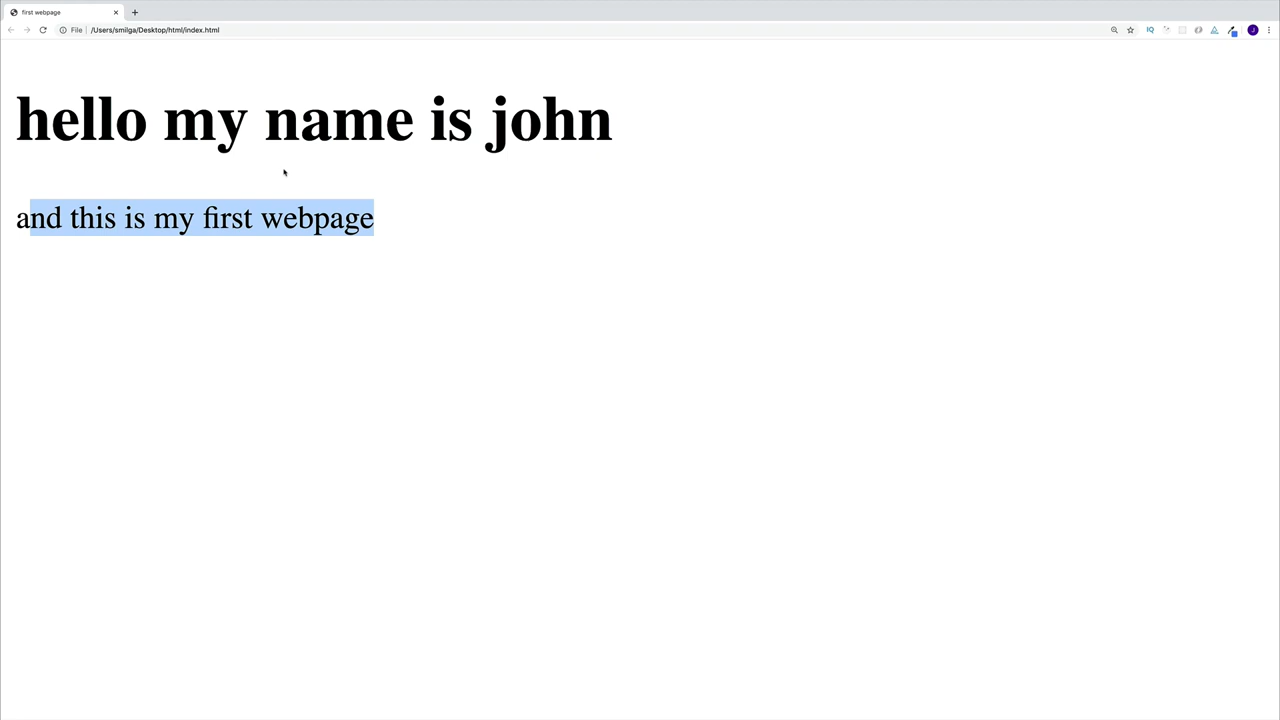 first webpage
File /Users/smilga/Desktop/html/index.html
IQ
J
hello my name is john
and this is my first webpage